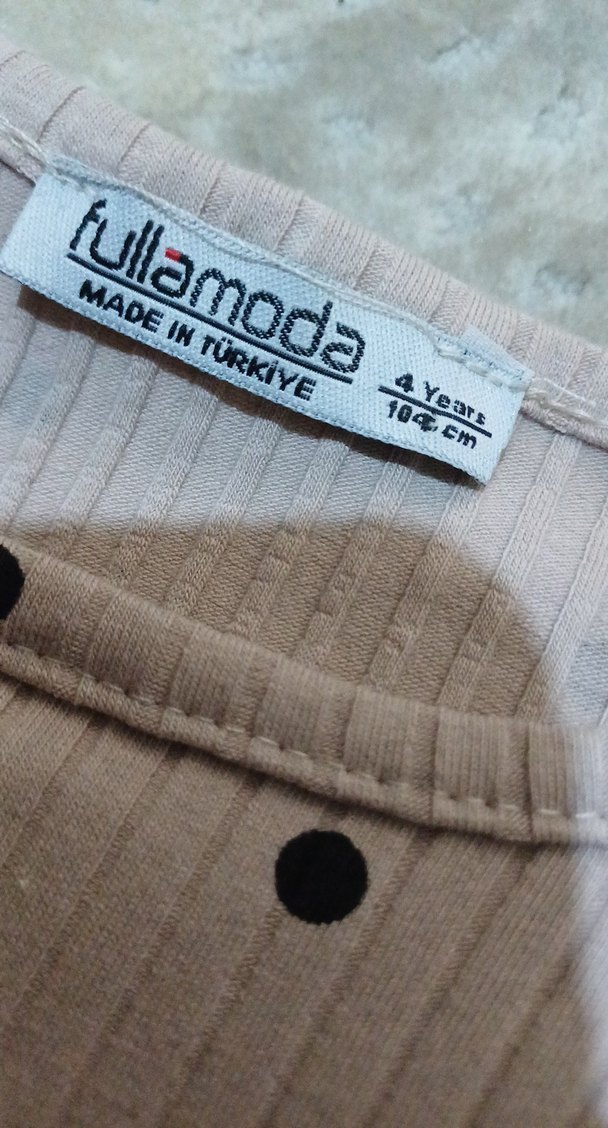 fullamoda
MADE IN TÜRKİYE
4 Years
104 cm